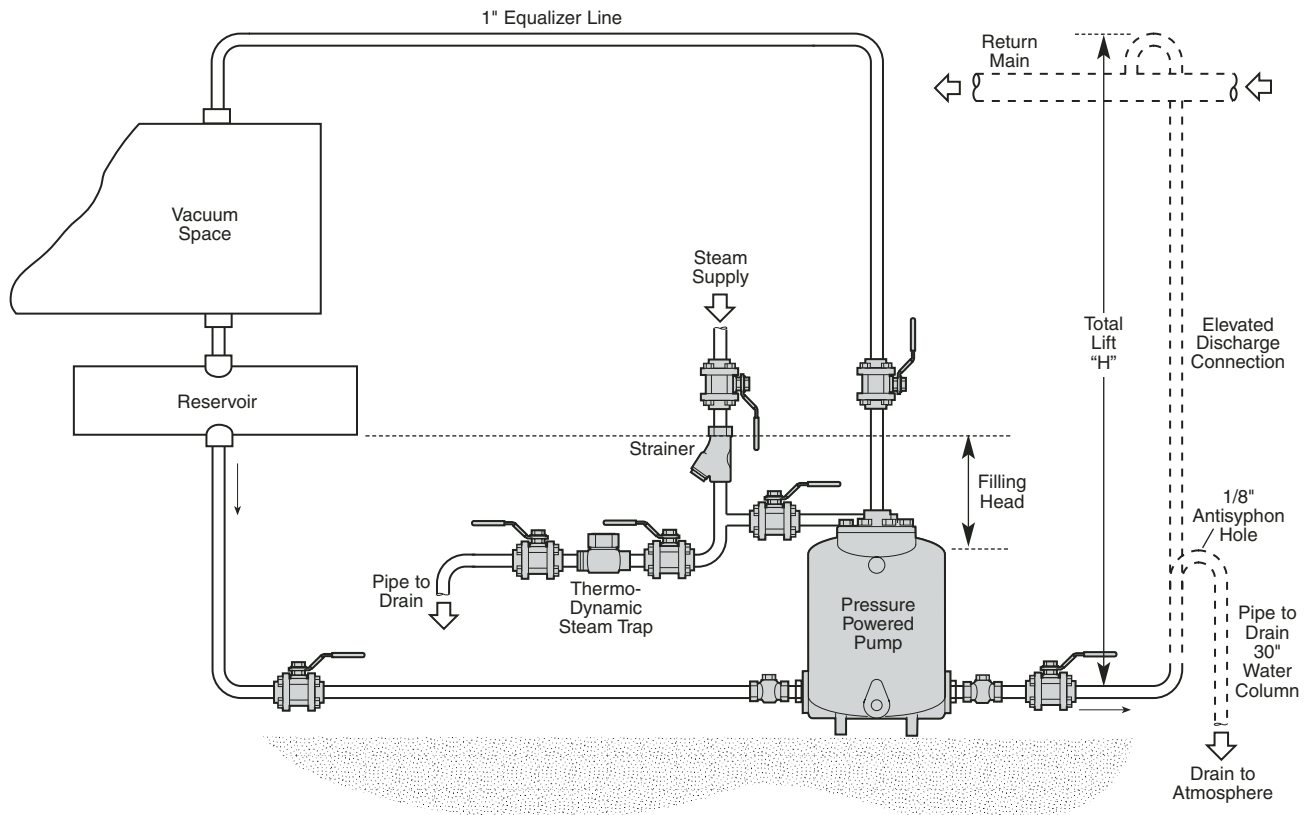 1" Equalizer Line
Return
Main
Vacuum
Space
Steam
Supply
Total
Lift
“H”
Elevated
Discharge
Connection
Reservoir
Strainer
Filling
Head
1/8"
Antisyphon
Hole
Pipe to
Drain
Thermo-
Dynamic
Steam Trap
Pressure
Powered
Pump
Pipe to
Drain
30"
Water
Column
Drain to
Atmosphere